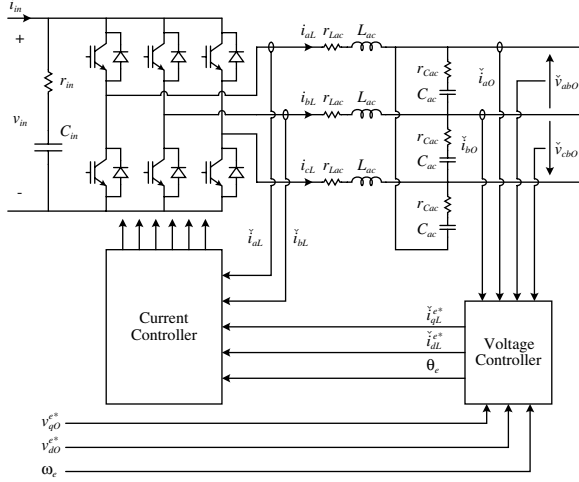 i_in
+
r_in
v_in
C_in
-
i_aL r_Lac L_ac
i_bL r_Lac L_ac
i_cL r_Lac L_ac
r_Cac
C_ac
r_Cac
C_ac
r_Cac
C_ac
ǐ_aO
ǐ_bO
v̌_abO
v̌_cbO
ǐ_aL
ǐ_bL
Current
Controller
ǐ_qL^e*
ǐ_dL^e*
θ_e
Voltage
Controller
v_qO^e*
v_dO^e*
ω_e